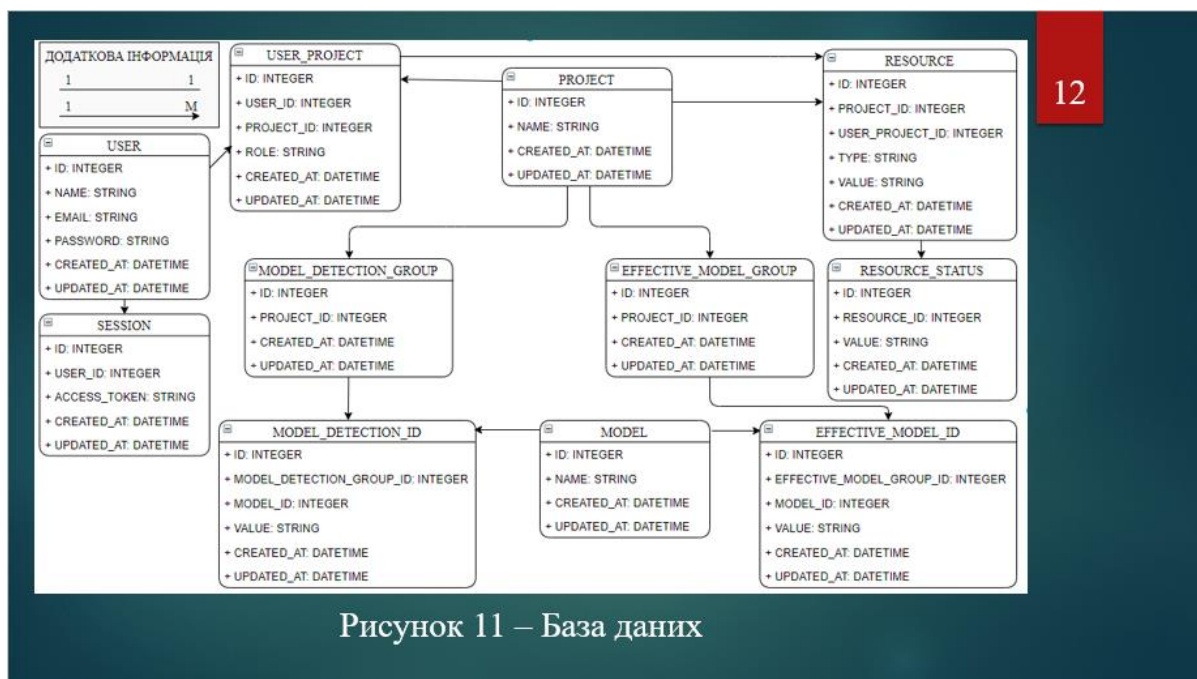 12
ДОДАТКОВА ІНФОРМАЦІЯ
1 1
1 M
USER_PROJECT
+ ID: INTEGER
+ USER_ID: INTEGER
+ PROJECT_ID: INTEGER
+ ROLE: STRING
+ CREATED_AT: DATETIME
+ UPDATED_AT: DATETIME
PROJECT
+ ID: INTEGER
+ NAME: STRING
+ CREATED_AT: DATETIME
+ UPDATED_AT: DATETIME
RESOURCE
+ ID: INTEGER
+ PROJECT_ID: INTEGER
+ USER_PROJECT_ID: INTEGER
+ TYPE: STRING
+ VALUE: STRING
+ CREATED_AT: DATETIME
+ UPDATED_AT: DATETIME
USER
+ ID: INTEGER
+ NAME: STRING
+ EMAIL: STRING
+ PASSWORD: STRING
+ CREATED_AT: DATETIME
+ UPDATED_AT: DATETIME
MODEL_DETECTION_GROUP
+ ID: INTEGER
+ PROJECT_ID: INTEGER
+ CREATED_AT: DATETIME
+ UPDATED_AT: DATETIME
EFFECTIVE_MODEL_GROUP
+ ID: INTEGER
+ PROJECT_ID: INTEGER
+ CREATED_AT: DATETIME
+ UPDATED_AT: DATETIME
RESOURCE_STATUS
+ ID: INTEGER
+ RESOURCE_ID: INTEGER
+ VALUE: STRING
+ CREATED_AT: DATETIME
+ UPDATED_AT: DATETIME
SESSION
+ ID: INTEGER
+ USER_ID: INTEGER
+ ACCESS_TOKEN: STRING
+ CREATED_AT: DATETIME
+ UPDATED_AT: DATETIME
MODEL_DETECTION_ID
+ ID: INTEGER
+ MODEL_DETECTION_GROUP_ID: INTEGER
+ MODEL_ID: INTEGER
+ VALUE: STRING
+ CREATED_AT: DATETIME
+ UPDATED_AT: DATETIME
MODEL
+ ID: INTEGER
+ NAME: STRING
+ CREATED_AT: DATETIME
+ UPDATED_AT: DATETIME
EFFECTIVE_MODEL_ID
+ ID: INTEGER
+ EFFECTIVE_MODEL_GROUP_ID: INTEGER
+ MODEL_ID: INTEGER
+ VALUE: STRING
+ CREATED_AT: DATETIME
+ UPDATED_AT: DATETIME
Рисунок 11 – База даних